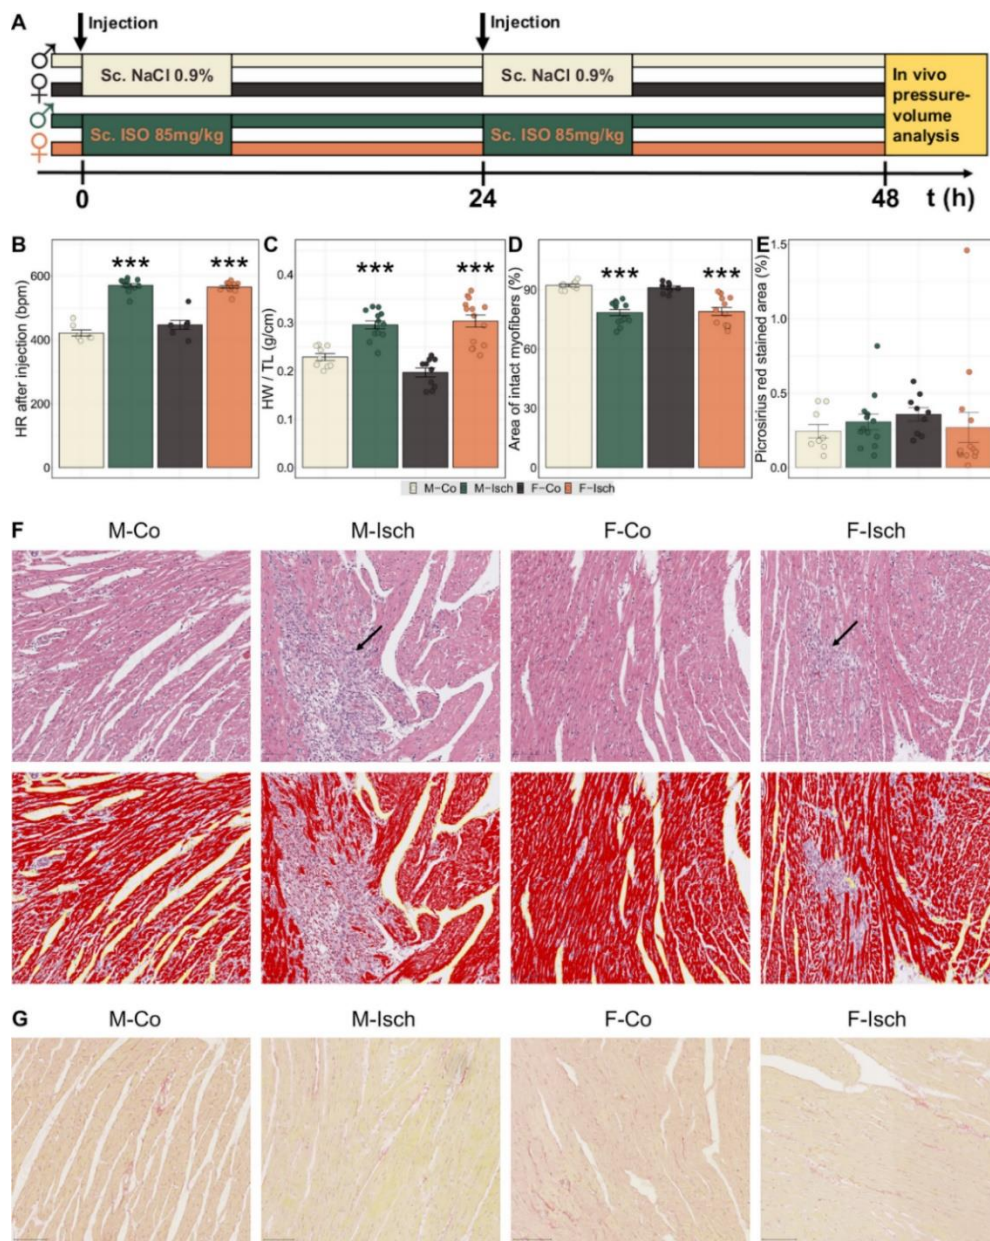 A
Injection
Injection
♂
Sc. NaCl 0.9%
Sc. NaCl 0.9%
In vivo
pressure-
volume
analysis
♀
♂
Sc. ISO 85mg/kg
Sc. ISO 85mg/kg
♀
0
24
48
t (h)
B
HR after injection (bpm)
600
400
200
0
***
***
C
HW / TL (g/cm)
0.4
0.3
0.2
0.1
0.0
***
***
D
Area of intact myofibers (%)
90
60
30
0
***
***
E
Picrosirius red stained area (%)
1.5
1.0
0.5
0.0
M-Co M-Isch F-Co F-Isch
F
M-Co
M-Isch
F-Co
F-Isch
G
M-Co
M-Isch
F-Co
F-Isch